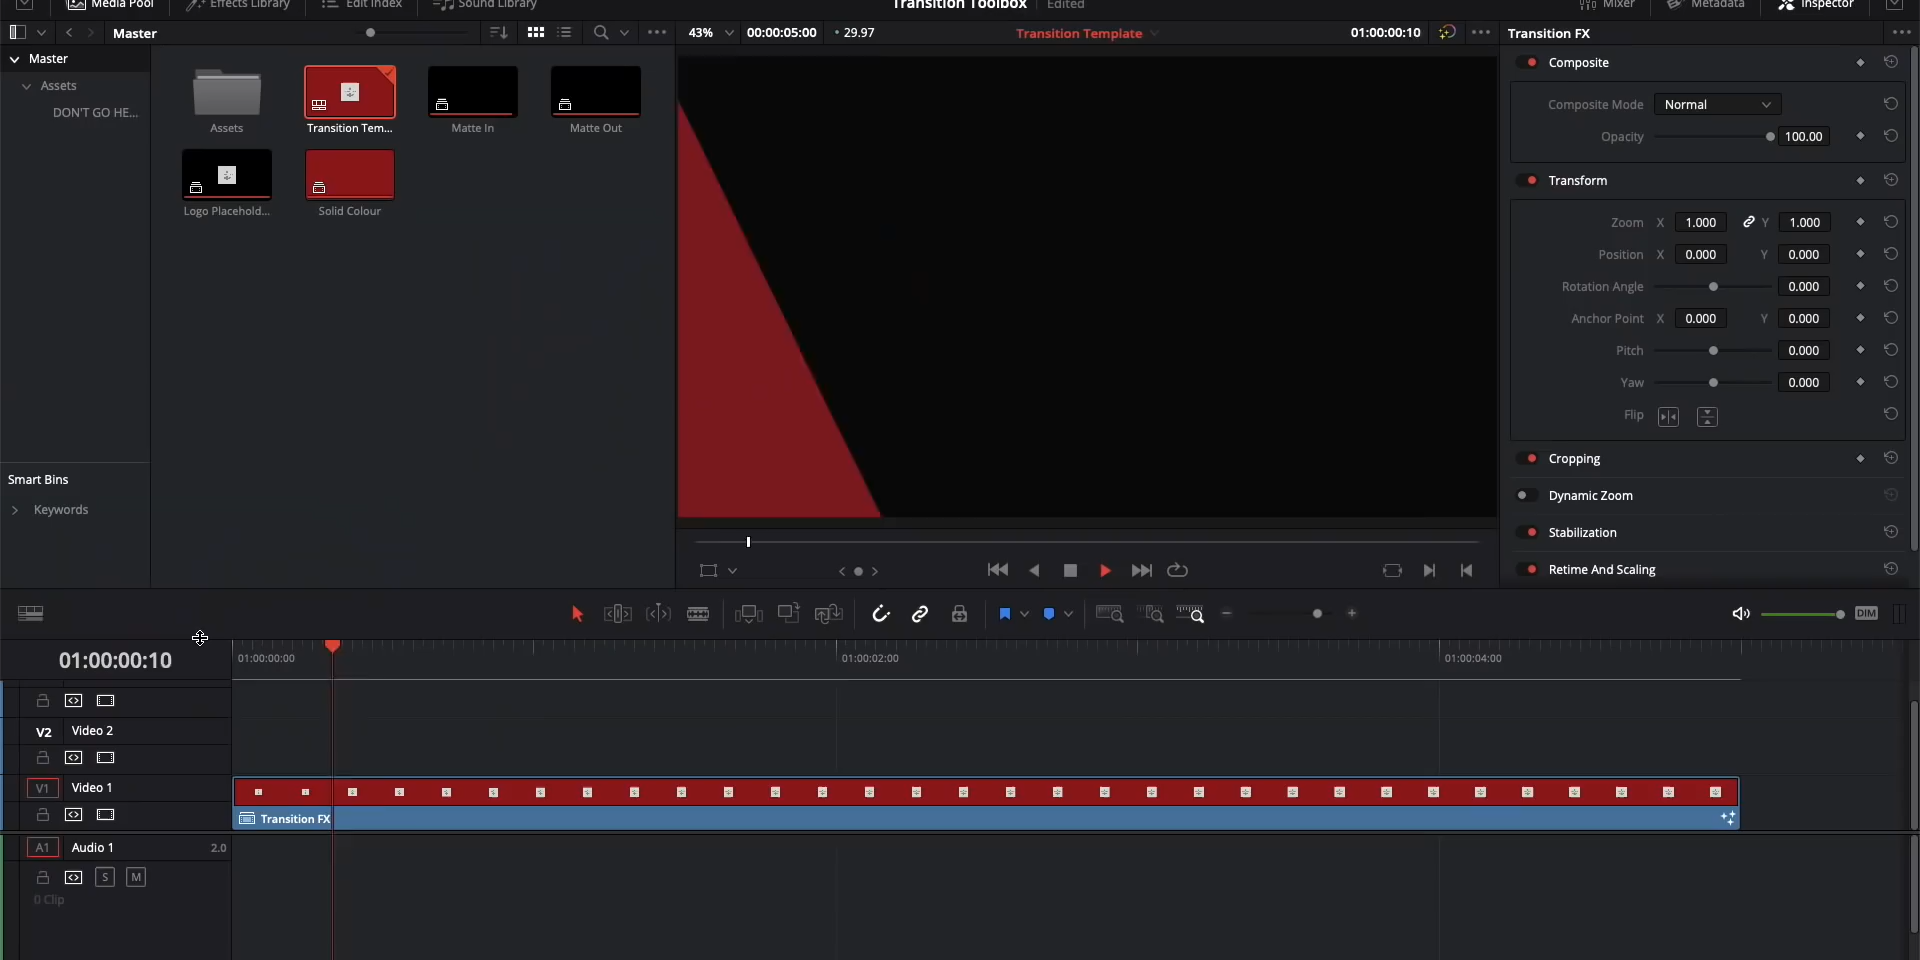 Media Pool
Effects Library
Edit Index
Sound Library
Transition Toolbox
Edited
Mixer
Metadata
Inspector
Master
43%
00:00:05:00
29.97
Transition Template
01:00:00:10
Transition FX
Master
Assets
DON'T GO HE...
Assets
Transition Tem...
Matte In
Matte Out
Logo Placehold...
Solid Colour
Smart Bins
Keywords
Composite
Composite Mode Normal
Opacity 100.00
Transform
Zoom X 1.000 Y 1.000
Position X 0.000 Y 0.000
Rotation Angle 0.000
Anchor Point X 0.000 Y 0.000
Pitch 0.000
Yaw 0.000
Flip
Cropping
Dynamic Zoom
Stabilization
Retime And Scaling
DIM
01:00:00:10
01:00:00:00
01:00:02:00
01:00:04:00
V2 Video 2
V1 Video 1
Transition FX
A1 Audio 1 2.0
S M
0 Clip